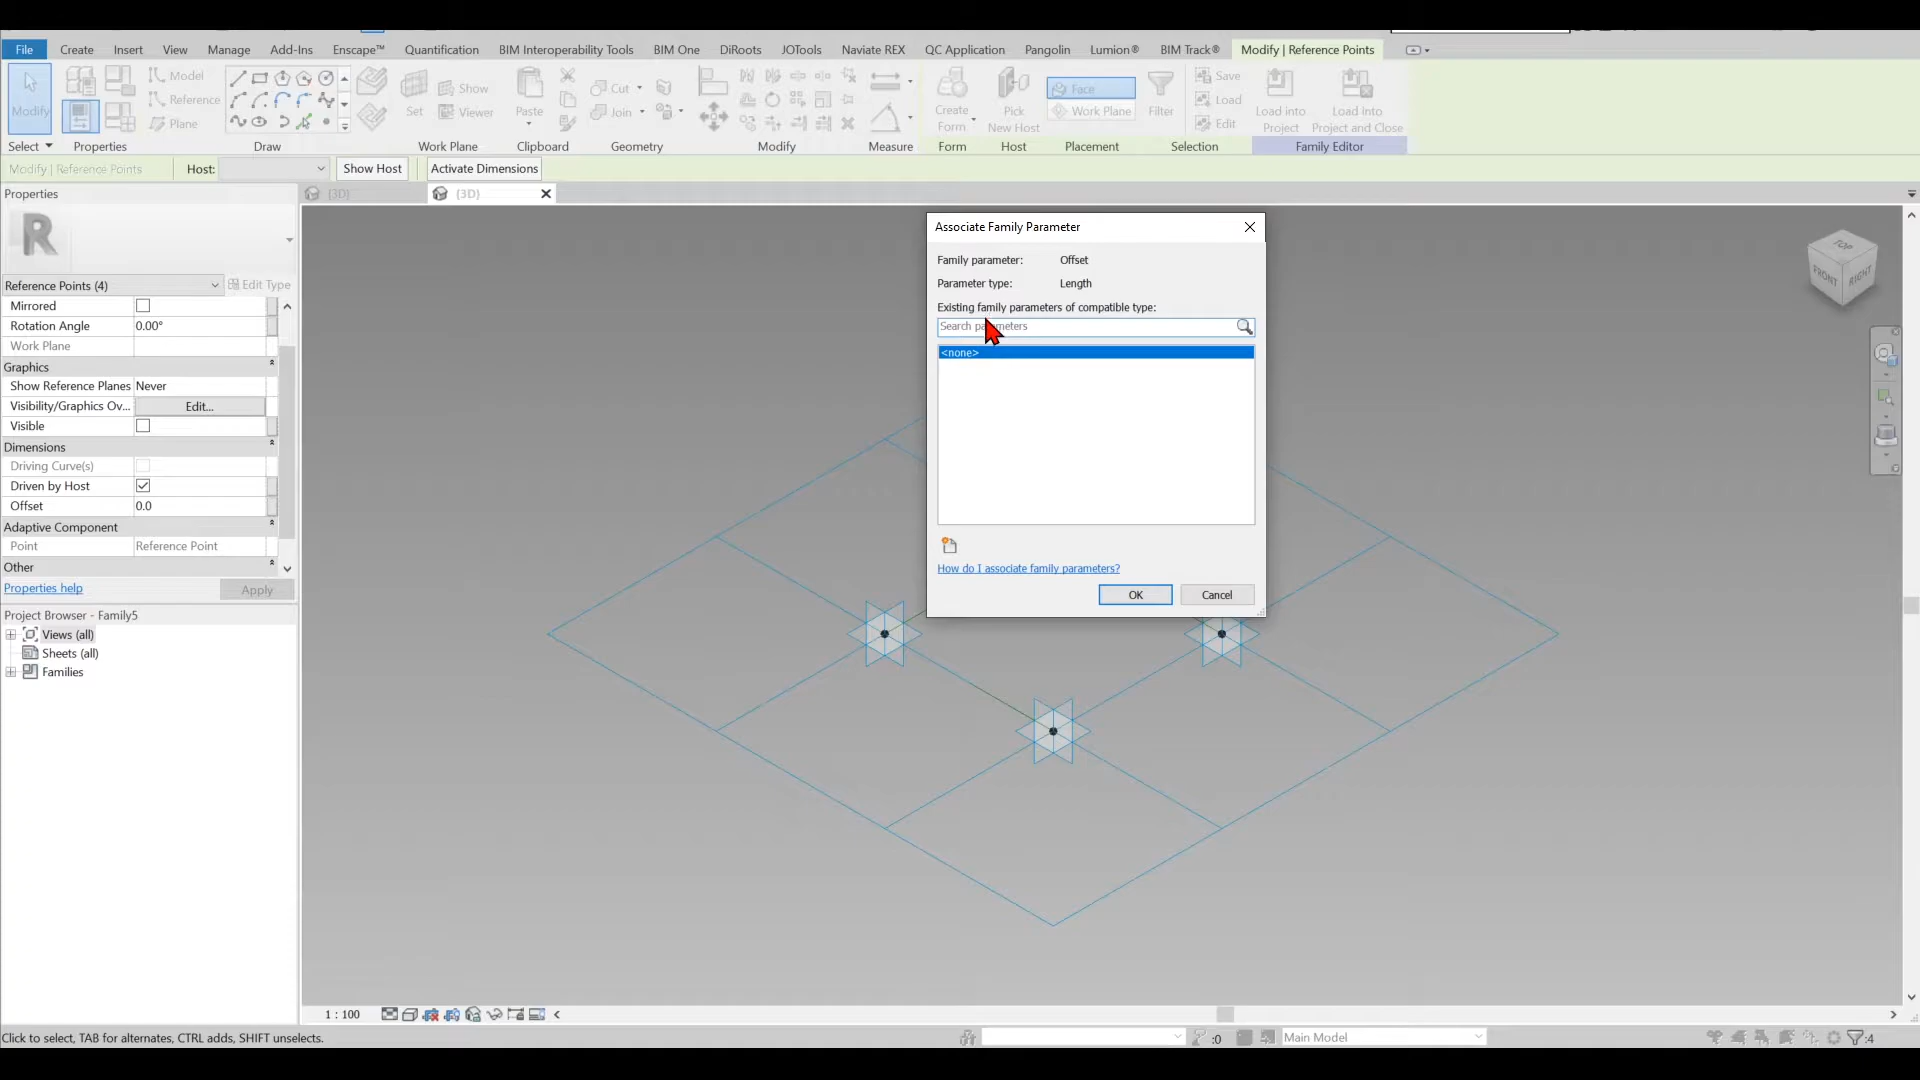 File Create Insert View Manage Add-Ins Enscape™ Quantification BIM Interoperability Tools BIM One DiRoots JOTools Naviate REX QC Application Pangolin Lumion® BIM Track® Modify | Reference Points
Modify Model Reference Plane Set Show Viewer Paste Cut Join Create Form Pick New Host Face Work Plane Filter Save Load Edit Load into Project Load into Project and Close
Select Properties Draw Work Plane Clipboard Geometry Modify Measure Form Host Placement Selection Family Editor
Modify | Reference Points Host: Show Host Activate Dimensions
Properties {3D} {3D}
R
Reference Points (4) Edit Type
Mirrored
Rotation Angle 0.00°
Work Plane
Graphics
Show Reference Planes Never
Visibility/Graphics Ov... Edit...
Visible
Dimensions
Driving Curve(s)
Driven by Host
Offset 0.0
Adaptive Component
Point Reference Point
Other
Properties help Apply
Project Browser - Family5
Views (all)
Sheets (all)
Families
Associate Family Parameter
Family parameter: Offset
Parameter type: Length
Existing family parameters of compatible type:
Search parameters
<none>
How do I associate family parameters?
OK Cancel
TOP
FRONT RIGHT
1 : 100
Click to select, TAB for alternates, CTRL adds, SHIFT unselects. :0 Main Model :4